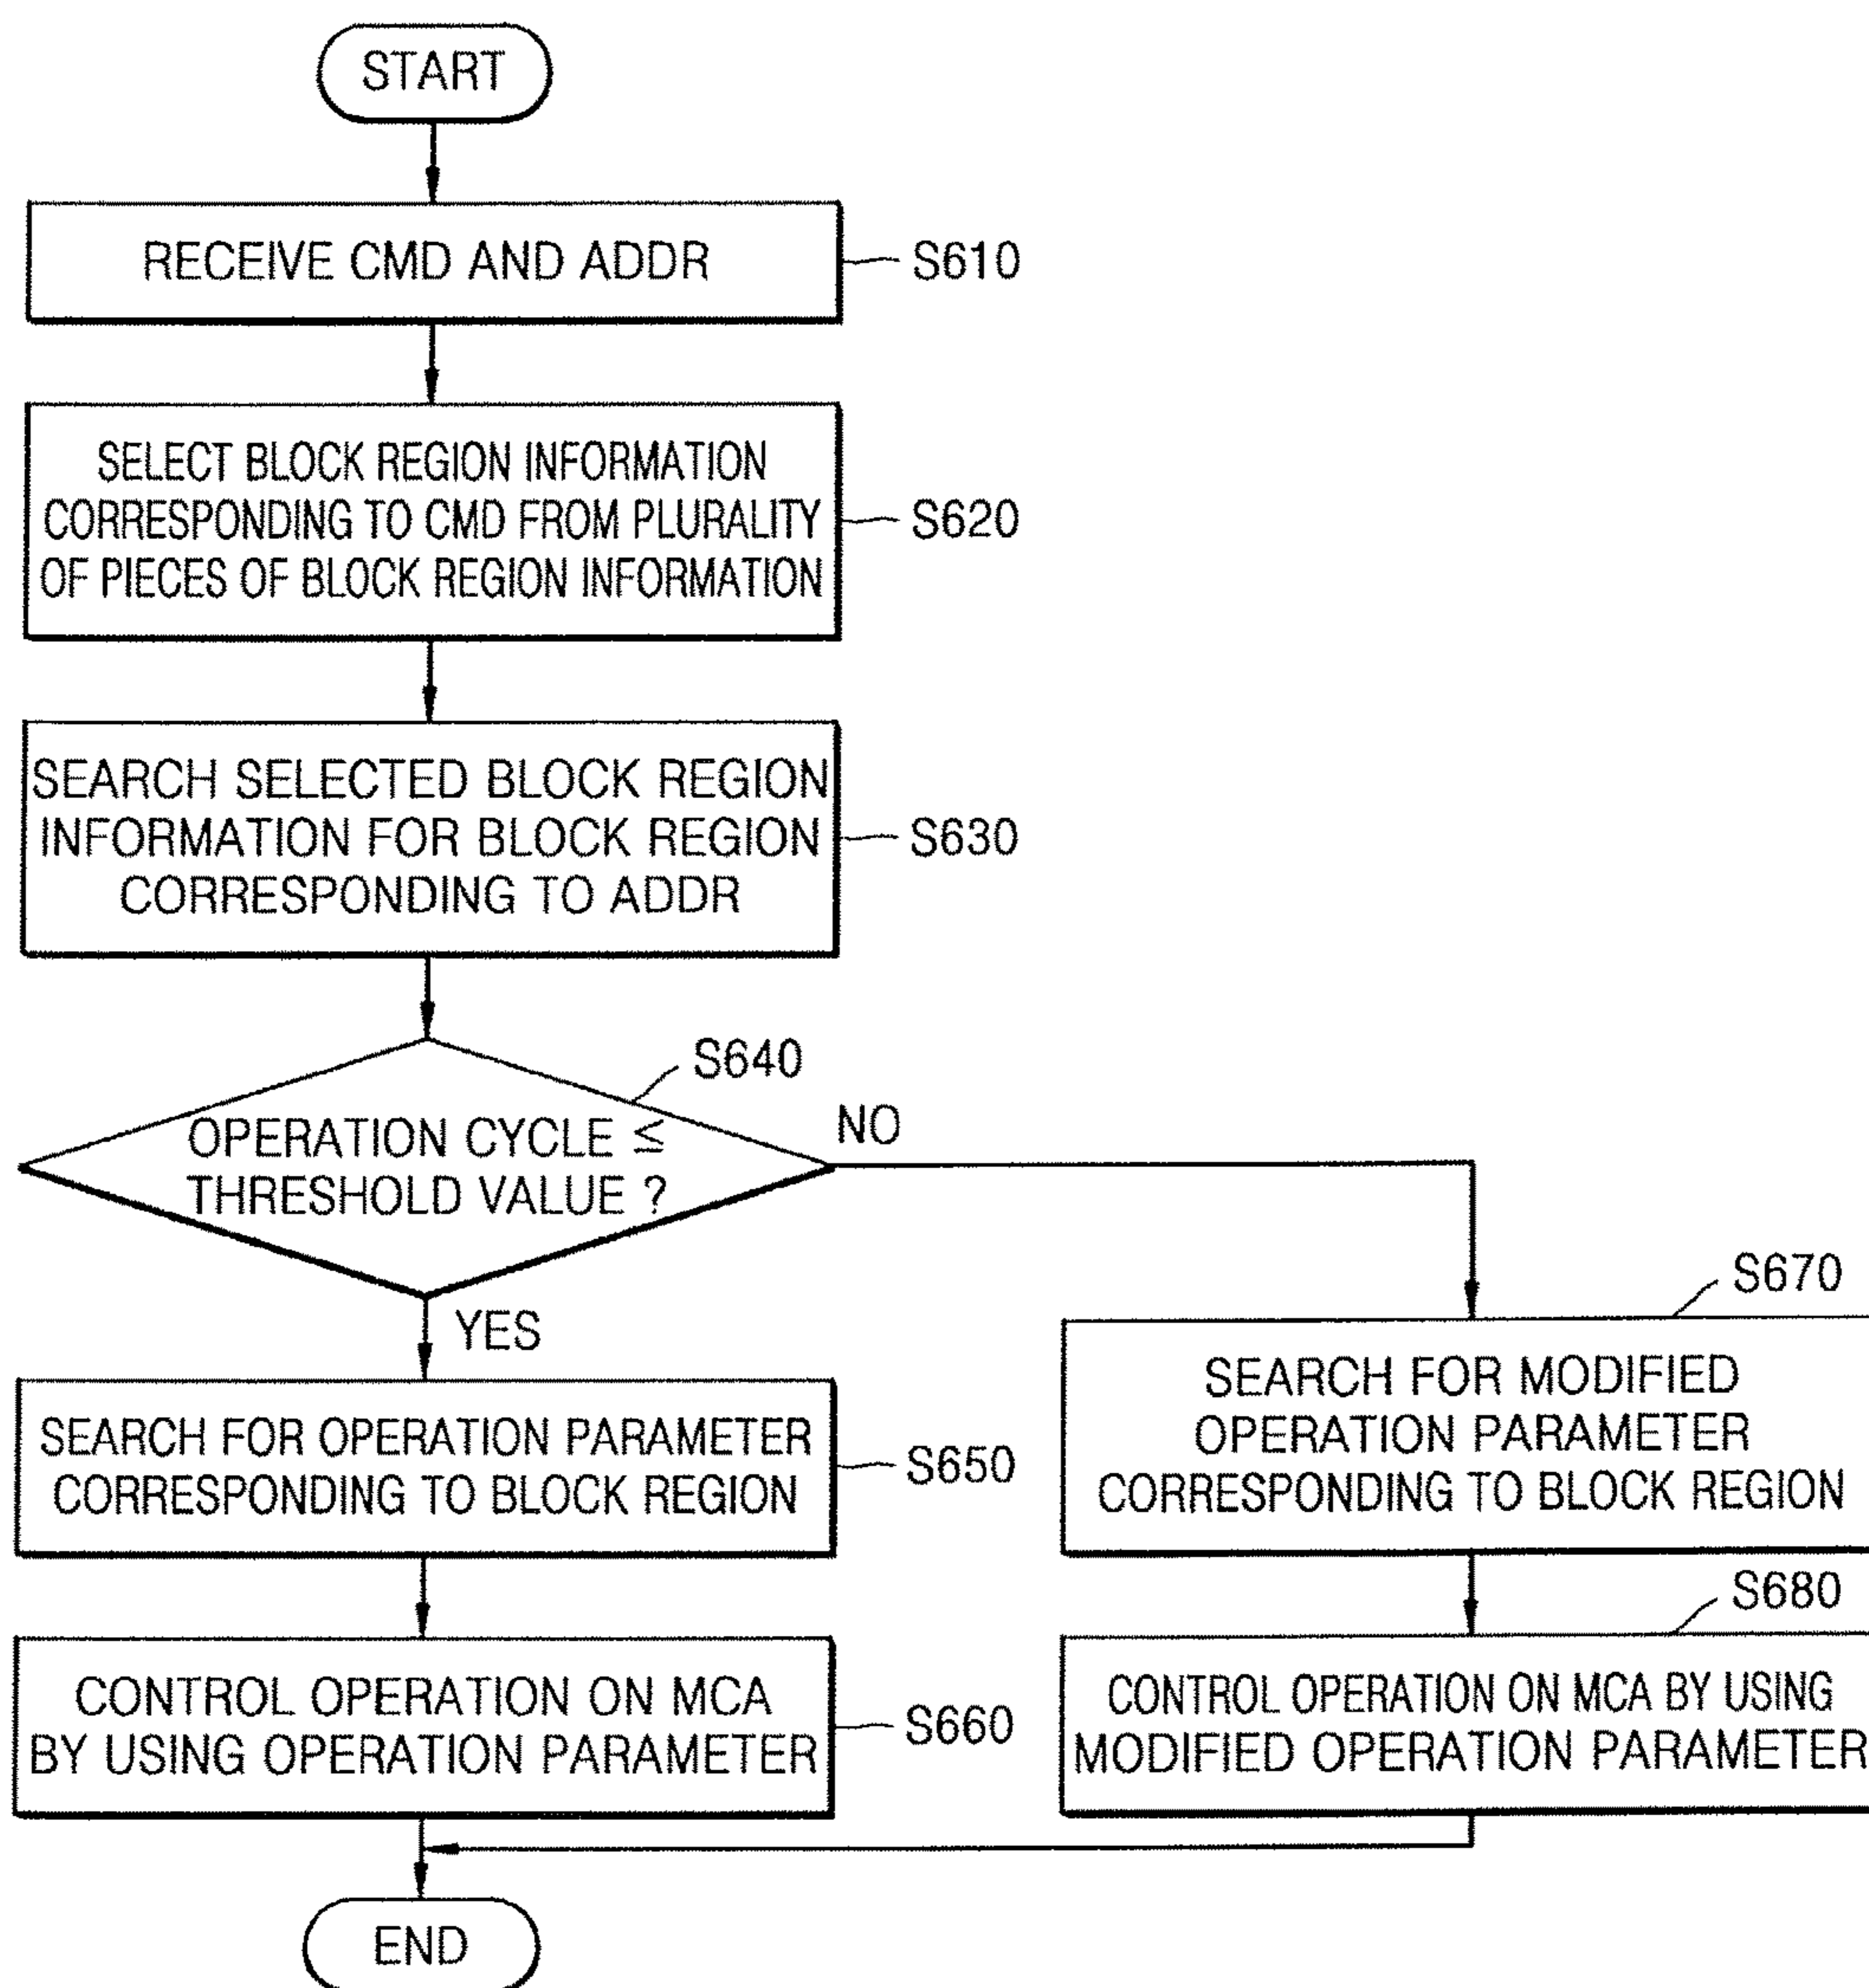 START
RECEIVE CMD AND ADDR
S610
SELECT BLOCK REGION INFORMATION
CORRESPONDING TO CMD FROM PLURALITY
OF PIECES OF BLOCK REGION INFORMATION
S620
SEARCH SELECTED BLOCK REGION
INFORMATION FOR BLOCK REGION
CORRESPONDING TO ADDR
S630
S640
OPERATION CYCLE ≤
THRESHOLD VALUE ?
NO
YES
SEARCH FOR OPERATION PARAMETER
CORRESPONDING TO BLOCK REGION
S650
CONTROL OPERATION ON MCA
BY USING OPERATION PARAMETER
S660
S670
SEARCH FOR MODIFIED
OPERATION PARAMETER
CORRESPONDING TO BLOCK REGION
S680
CONTROL OPERATION ON MCA BY USING
MODIFIED OPERATION PARAMETER
END